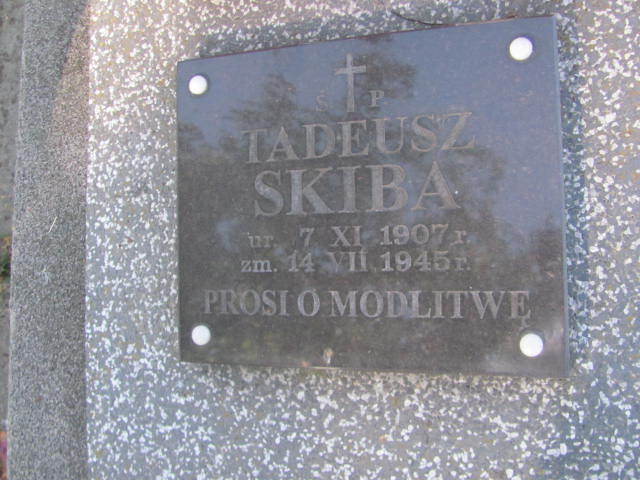 Ś P
TADEUSZ
SKIBA
ur. 7 XI 1907 r.
zm. 14 VII 1945 r.
PROSI O MODLITWĘ